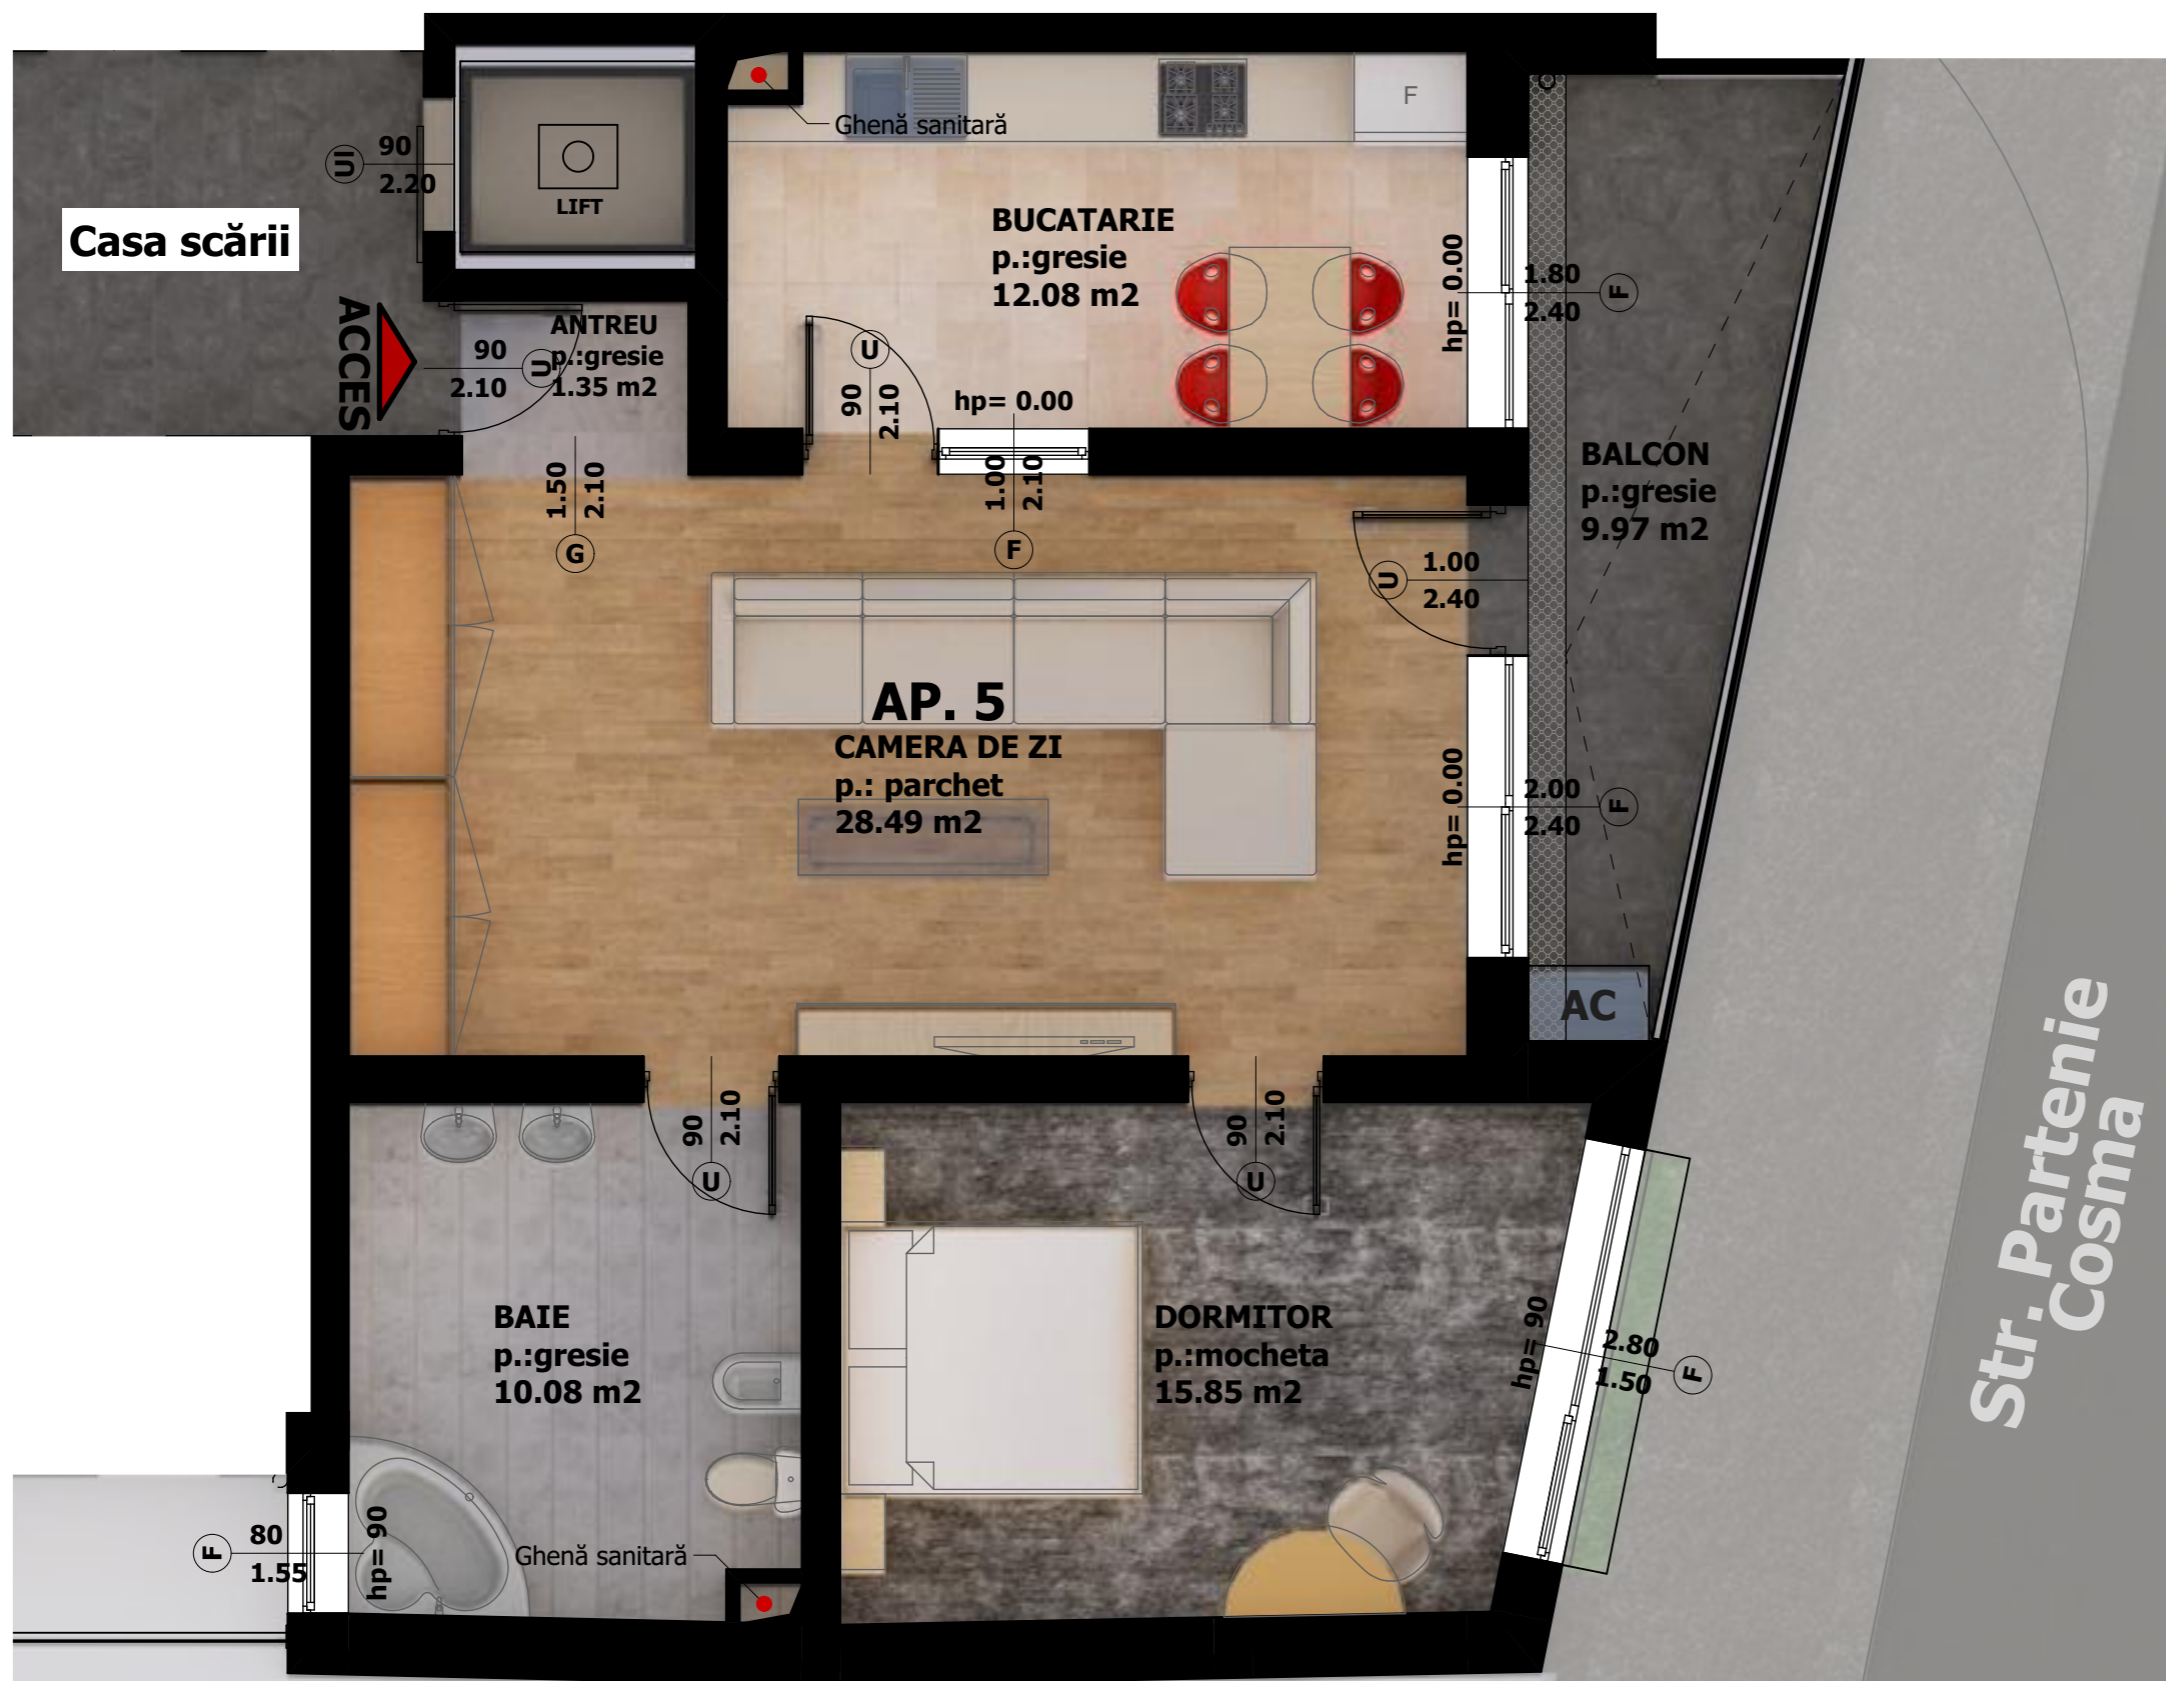 Ghenă sanitară
F
90
2.20
UI
LIFT
Casa scării
BUCATARIE
p.:gresie
12.08 m2
hp= 0.00
1.80
2.40
F
ACCES
90
2.10
U
ANTREU
p.:gresie
1.35 m2
U
90
2.10
hp= 0.00
1.00
2.10
F
1.50
2.10
G
BALCON
p.:gresie
9.97 m2
U
1.00
2.40
AP. 5
CAMERA DE ZI
p.: parchet
28.49 m2
hp= 0.00
2.00
2.40
F
AC
90
2.10
U
90
2.10
U
BAIE
p.:gresie
10.08 m2
DORMITOR
p.:mocheta
15.85 m2
hp= 90
2.80
1.50
F
Str. Partenie
Cosma
F
80
1.55
hp= 90
Ghenă sanitară